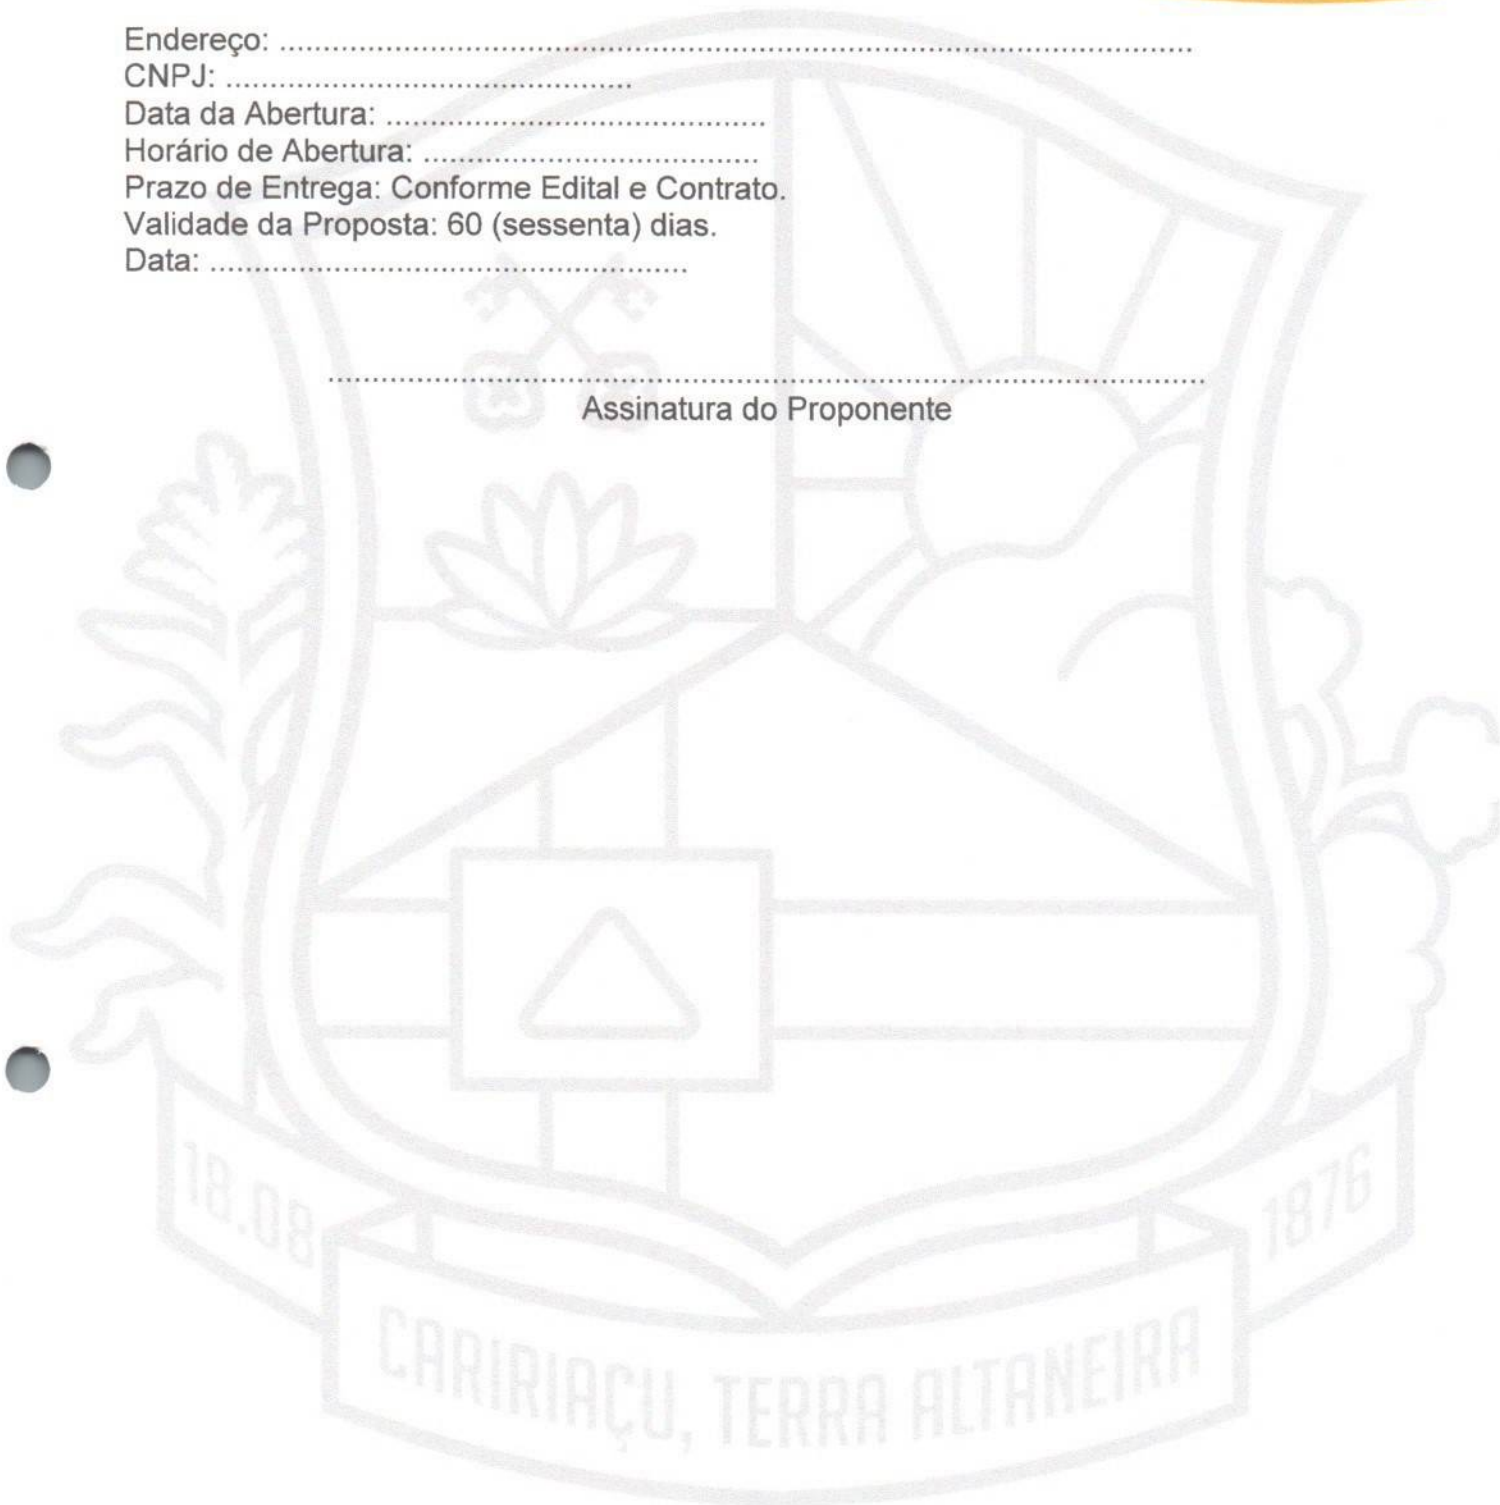 Endereço: ..........................................................................................................................
CNPJ: ..............................................
Data da Abertura: ...........................................
Horário de Abertura: ......................................
Prazo de Entrega: Conforme Edital e Contrato.
Validade da Proposta: 60 (sessenta) dias.
Data: ......................................................
....................................................................................................................
Assinatura do Proponente
18.08
1876
CARIRIAÇU, TERRA ALTANEIRA